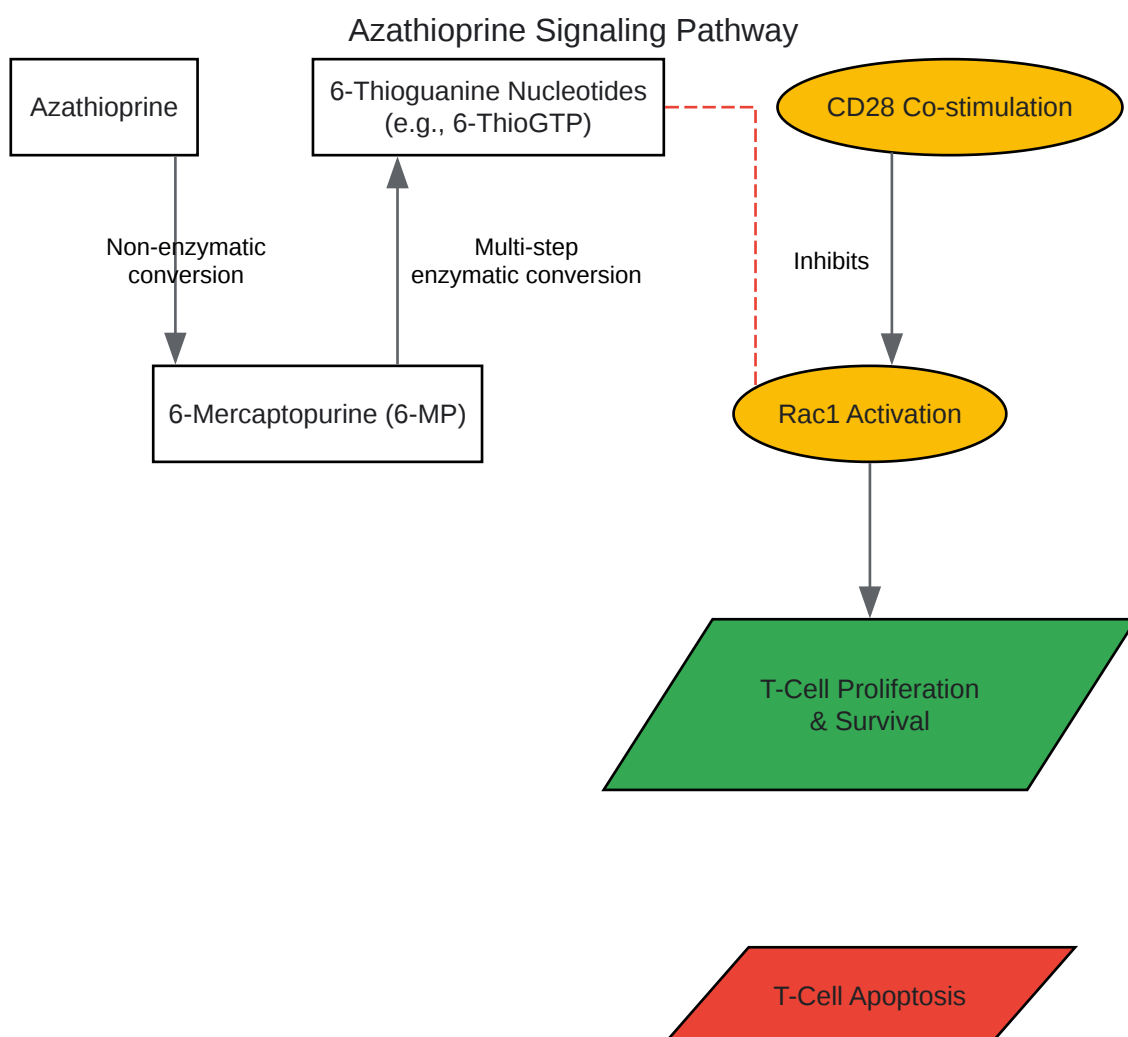 Azathioprine Signaling Pathway
Azathioprine
6-Thioguanine Nucleotides
(e.g., 6-ThioGTP)
CD28 Co-stimulation
Non-enzymatic
conversion
Multi-step
enzymatic conversion
Inhibits
6-Mercaptopurine (6-MP)
Rac1 Activation
T-Cell Proliferation
& Survival
T-Cell Apoptosis